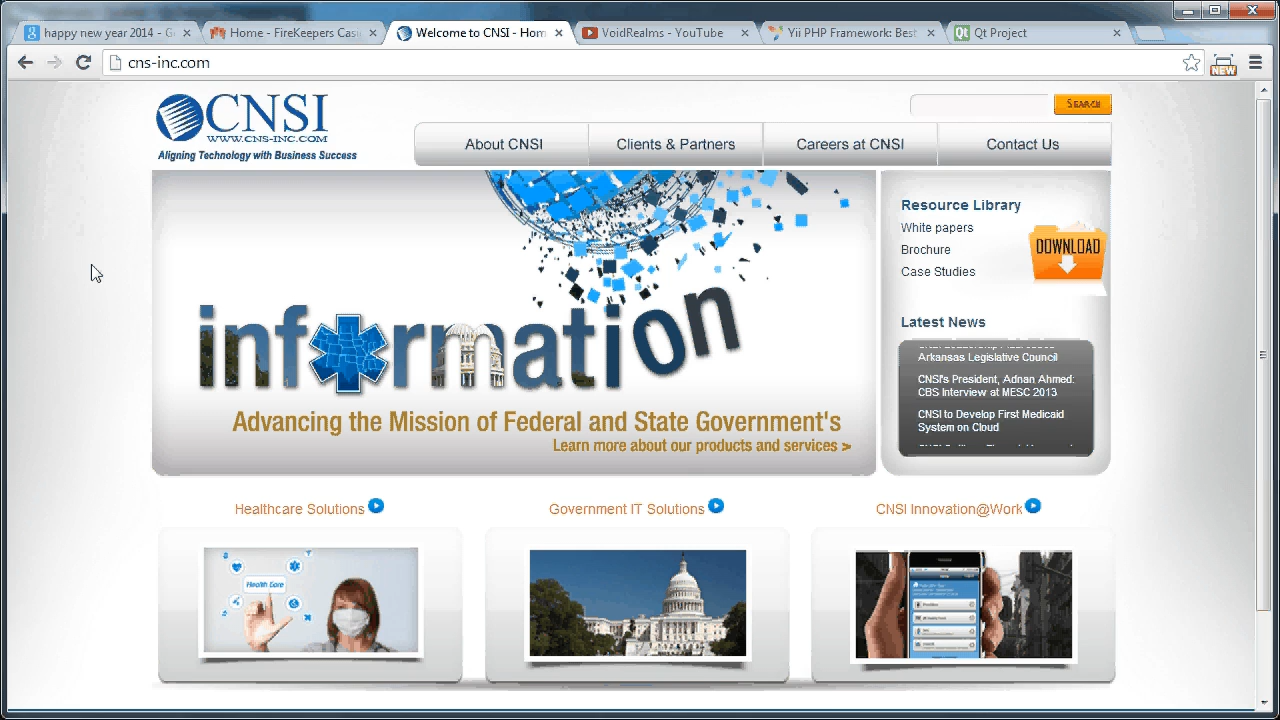 happy new year 2014 - G
Home - FireKeepers Casi
Welcome to CNSI - Hom
VoidRealms - YouTube
Yii PHP Framework: Best
Qt Project
cns-inc.com
NEW
CNSI
WWW.CNS-INC.COM
Aligning Technology with Business Success
Search
About CNSI
Clients & Partners
Careers at CNSI
Contact Us
information
Advancing the Mission of Federal and State Government's
Learn more about our products and services >
Resource Library
White papers
Brochure
Case Studies
DOWNLOAD
Latest News
Arkansas Legislative Council
CNSI's President, Adnan Ahmed:
CBS Interview at MESC 2013
CNSI to Develop First Medicaid
System on Cloud
Healthcare Solutions
Government IT Solutions
CNSI Innovation@Work
Health Care